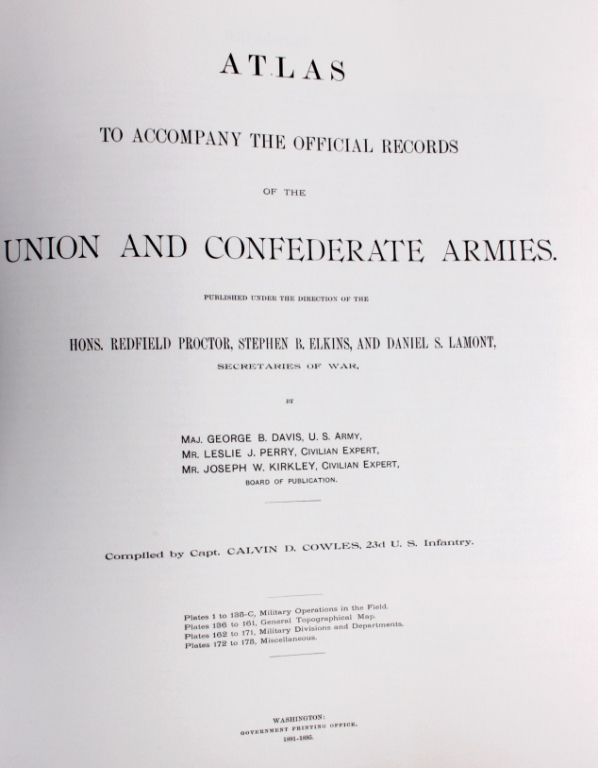 ATLAS
TO ACCOMPANY THE OFFICIAL RECORDS
OF THE
UNION AND CONFEDERATE ARMIES.
PUBLISHED UNDER THE DIRECTION OF THE
HONS. REDFIELD PROCTOR, STEPHEN B. ELKINS, AND DANIEL S. LAMONT,
SECRETARIES OF WAR,
BY
MAJ. GEORGE B. DAVIS, U. S. ARMY,
MR. LESLIE J. PERRY, CIVILIAN EXPERT,
MR. JOSEPH W. KIRKLEY, CIVILIAN EXPERT,
BOARD OF PUBLICATION.
Compiled by Capt. CALVIN D. COWLES, 23d U. S. Infantry.
Plates 1 to 135-C, Military Operations in the Field.
Plates 136 to 161, General Topographical Map.
Plates 162 to 171, Military Divisions and Departments.
Plates 172 to 175, Miscellaneous.
WASHINGTON:
GOVERNMENT PRINTING OFFICE.
1891-1895.